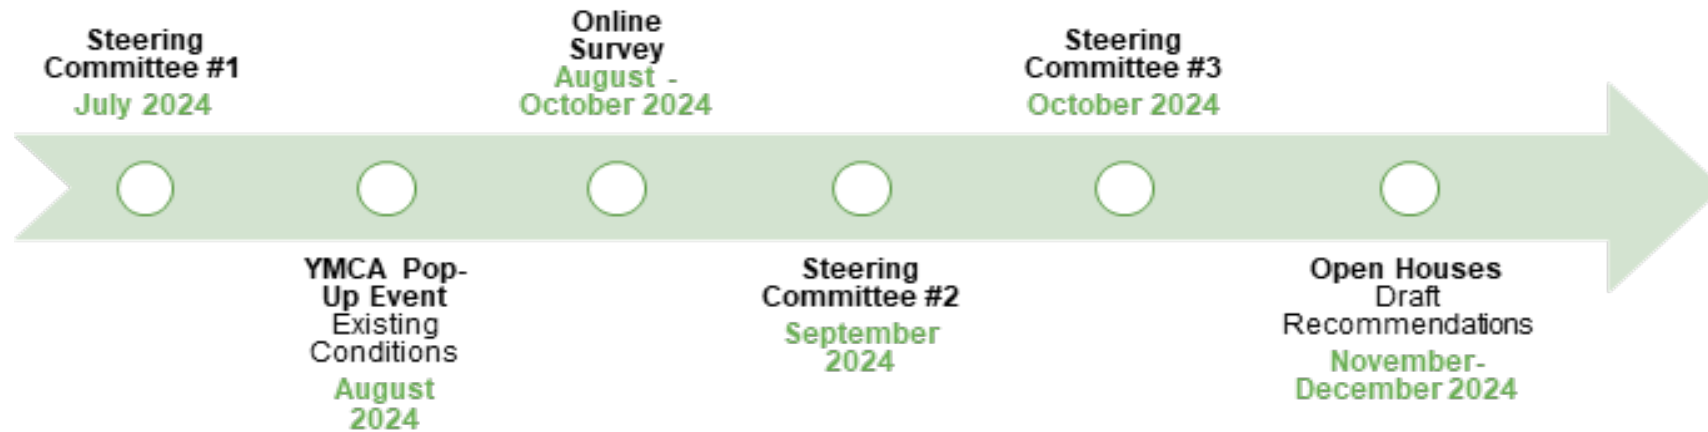 Steering
Committee #1
July 2024
YMCA Pop-
Up Event
Existing
Conditions
August
2024
Online
Survey
August -
October 2024
Steering
Committee #2
September
2024
Steering
Committee #3
October 2024
Open Houses
Draft
Recommendations
November-
December 2024